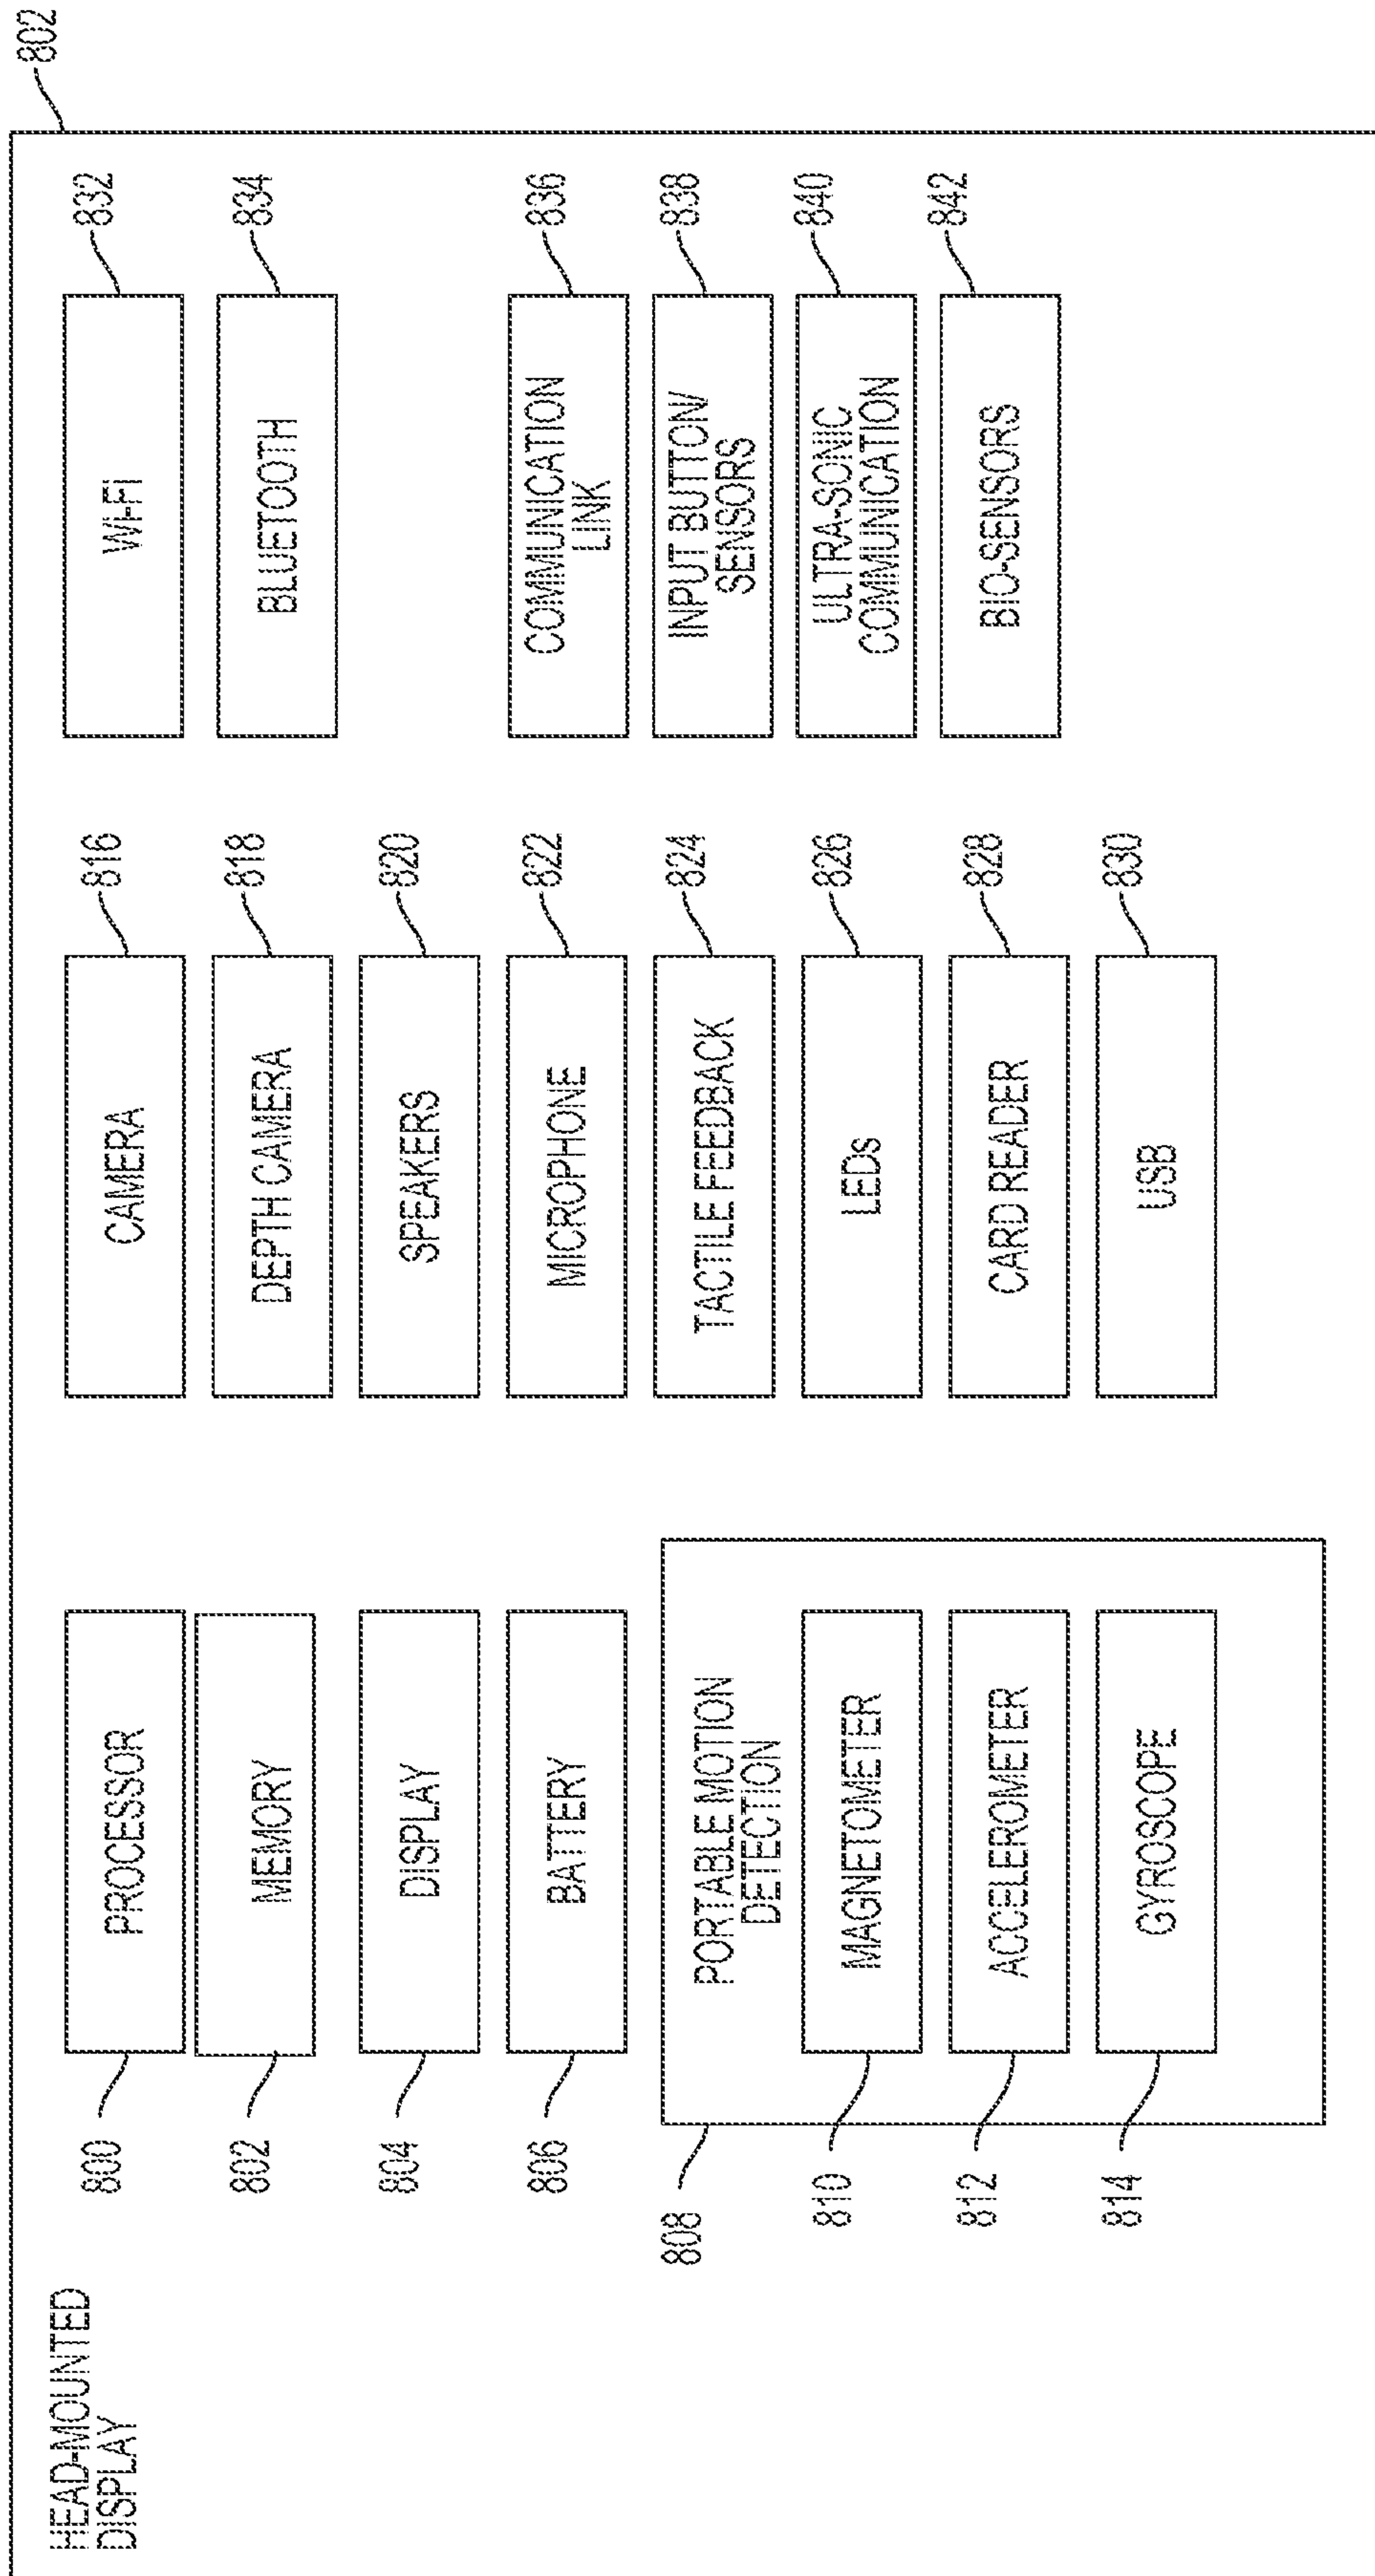 802
HEAD-MOUNTED
DISPLAY
800
PROCESSOR
802
MEMORY
804
DISPLAY
806
BATTERY
808
PORTABLE MOTION
DETECTION
810
MAGNETOMETER
812
ACCELEROMETER
814
GYROSCOPE
CAMERA
816
DEPTH CAMERA
818
SPEAKERS
820
MICROPHONE
822
TACTILE FEEDBACK
824
LEDs
826
CARD READER
828
USB
830
WI-FI
832
BLUETOOTH
834
COMMUNICATION
LINK
836
INPUT BUTTON/
SENSORS
838
ULTRA-SONIC
COMMUNICATION
840
BIO-SENSORS
842